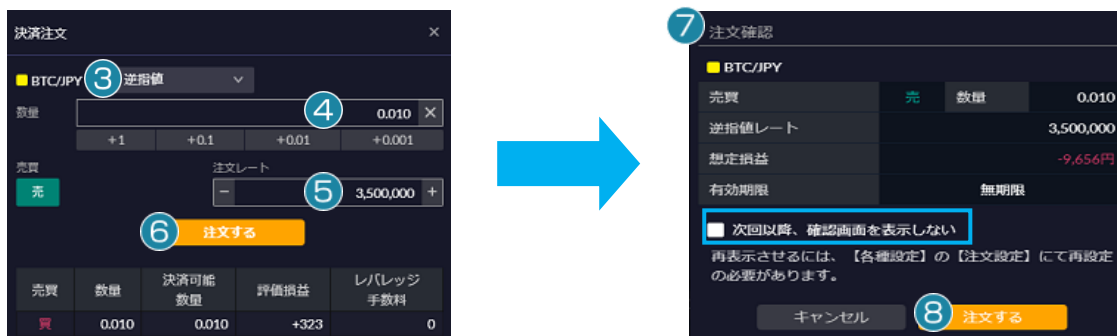 決済注文 ×
BTC/JPY ③ 逆指値
数量 ④ 0.010 ×
+1 +0.1 +0.01 +0.001
売買 注文レート
売 − ⑤ 3,500,000 +
⑥ 注文する
売買 数量 決済可能数量 評価損益 レバレッジ手数料
買 0.010 0.010 +323 0
⑦ 注文確認
BTC/JPY
売買 売 数量 0.010
逆指値レート 3,500,000
想定損益 -9,656円
有効期限 無期限
次回以降、確認画面を表示しない
再表示させるには、【各種設定】の【注文設定】にて再設定
の必要があります。
キャンセル ⑧ 注文する